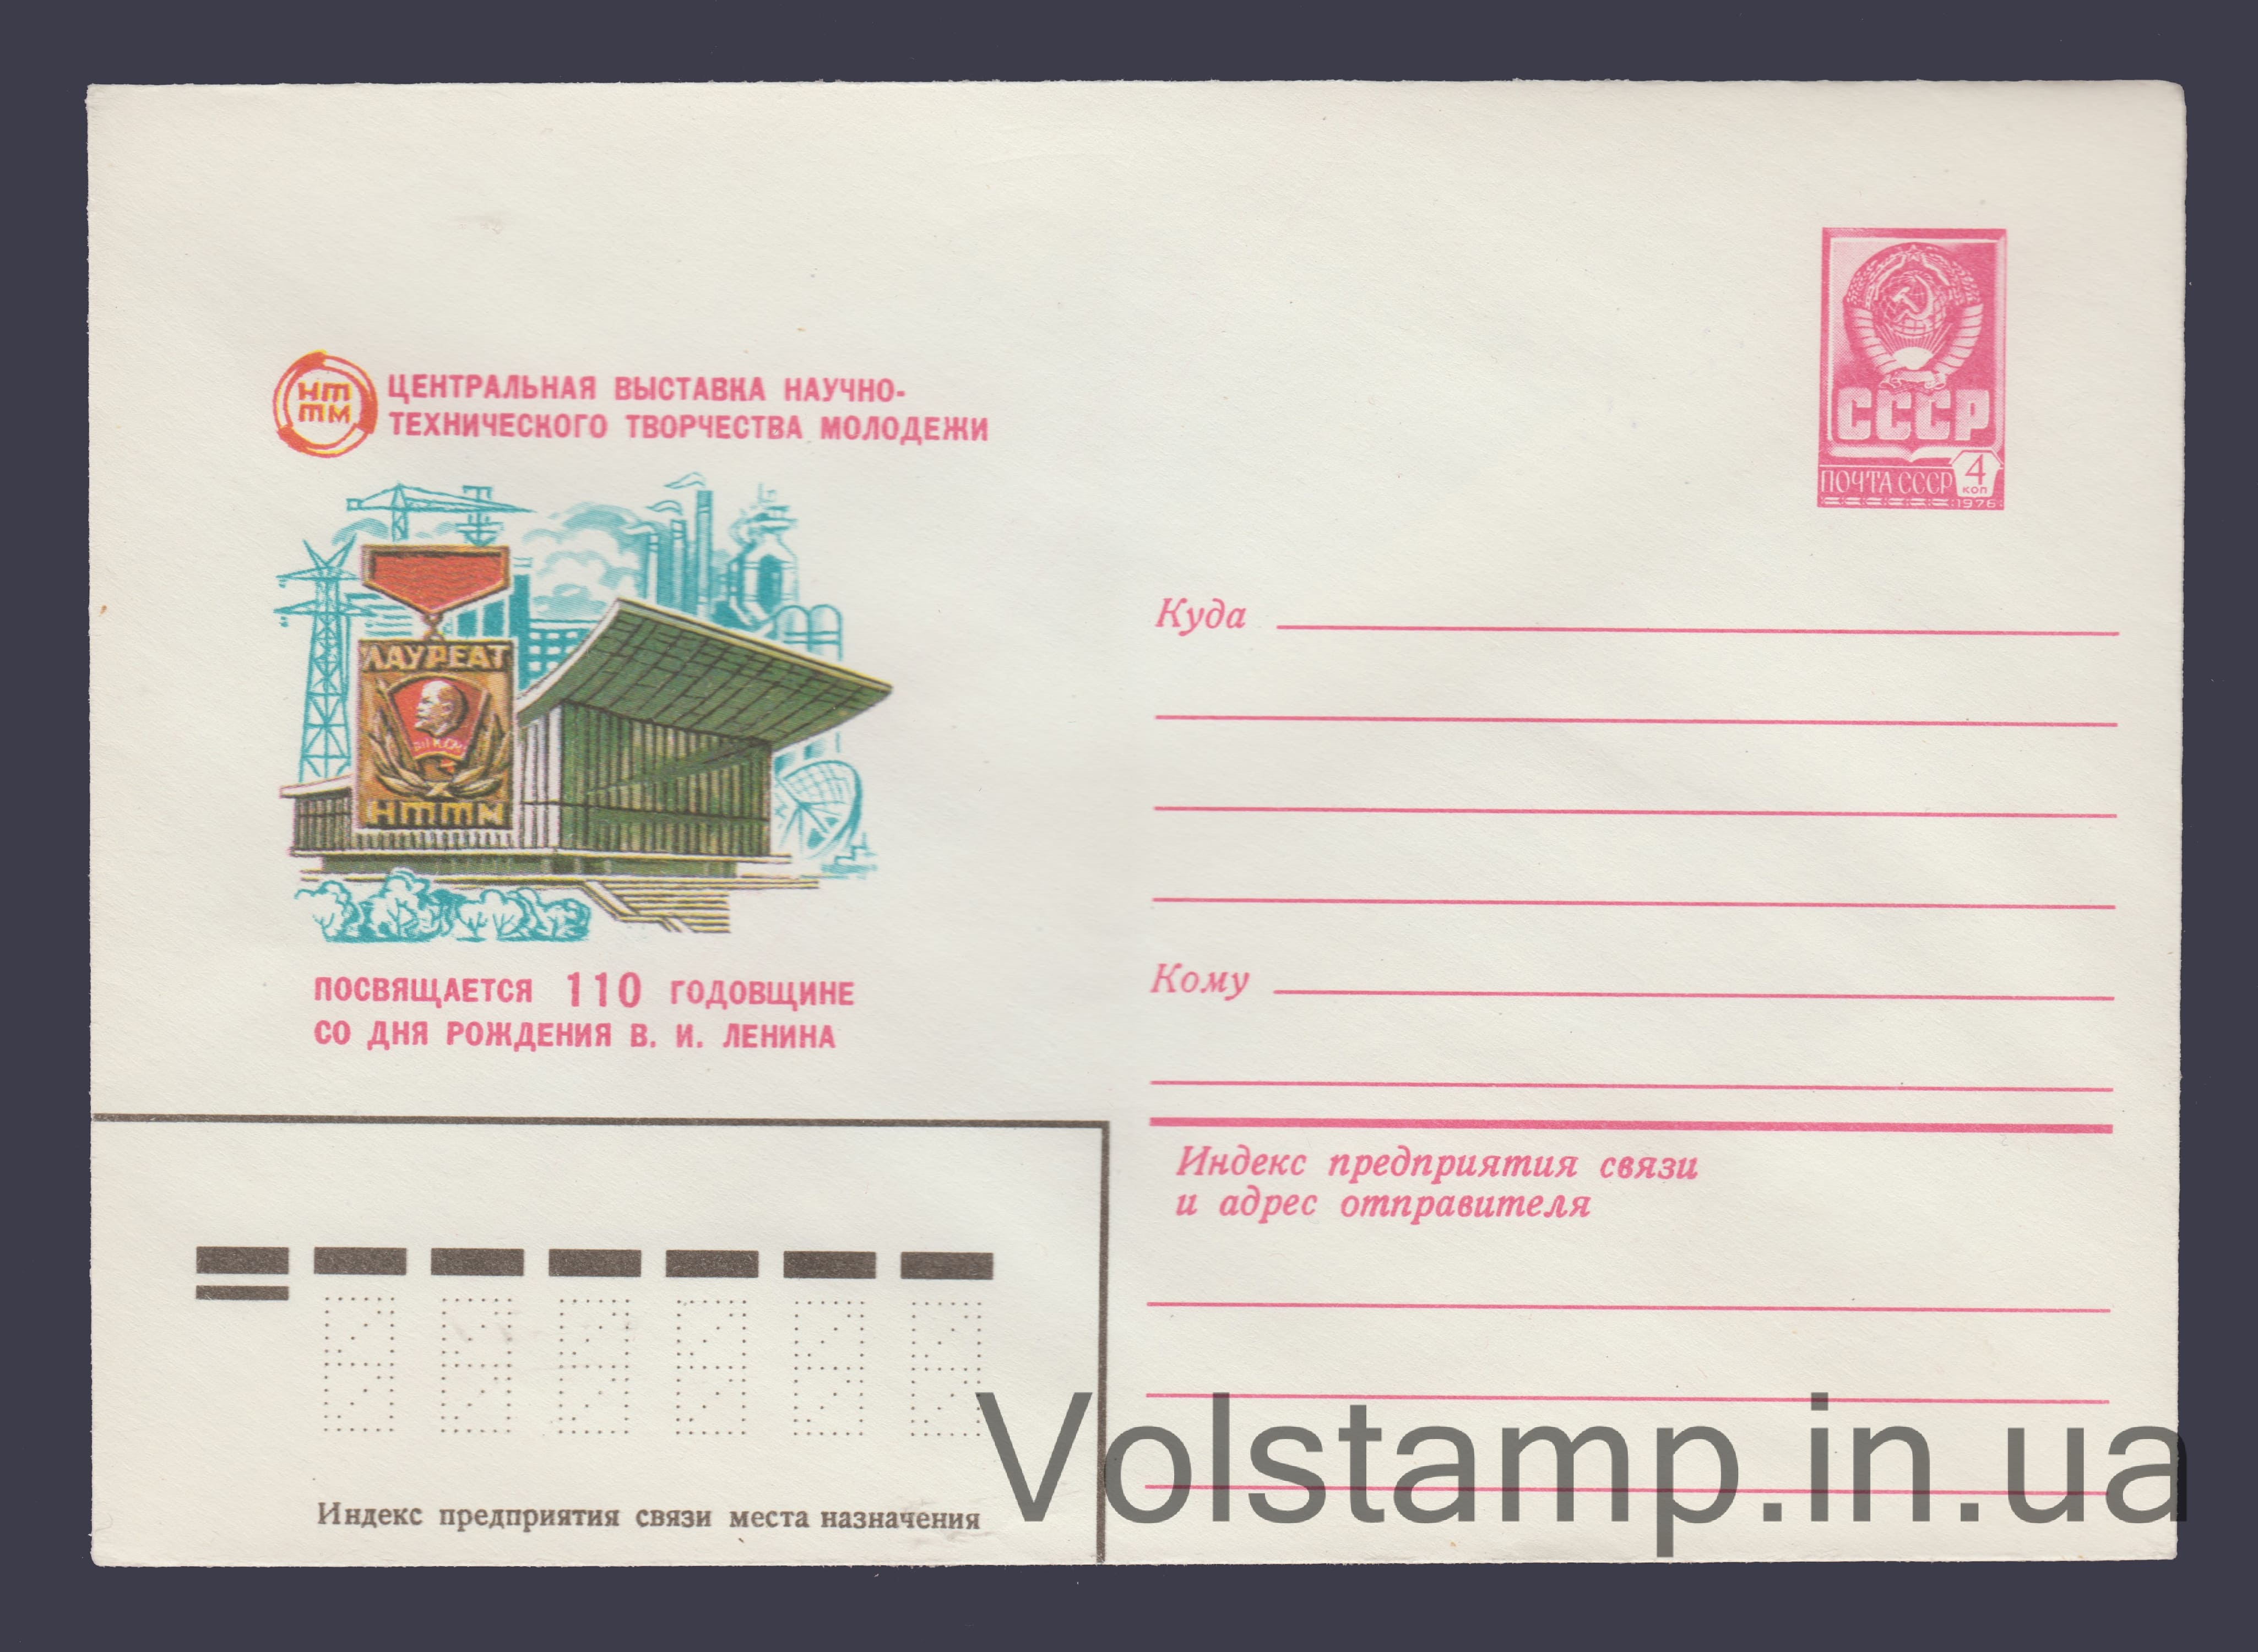 НТ
ТМ
ЦЕНТРАЛЬНАЯ ВЫСТАВКА НАУЧНО-
ТЕХНИЧЕСКОГО ТВОРЧЕСТВА МОЛОДЕЖИ
СССР
ПОЧТА СССР 4
КОП
1976
ЛАУРЕАТ
ВЛКСМ
НТТМ
Куда
ПОСВЯЩАЕТСЯ 110 ГОДОВЩИНЕ
СО ДНЯ РОЖДЕНИЯ В. И. ЛЕНИНА
Кому
Индекс предприятия связи
и адрес отправителя
Индекс предприятия связи места назначения
Volstamp.in.ua